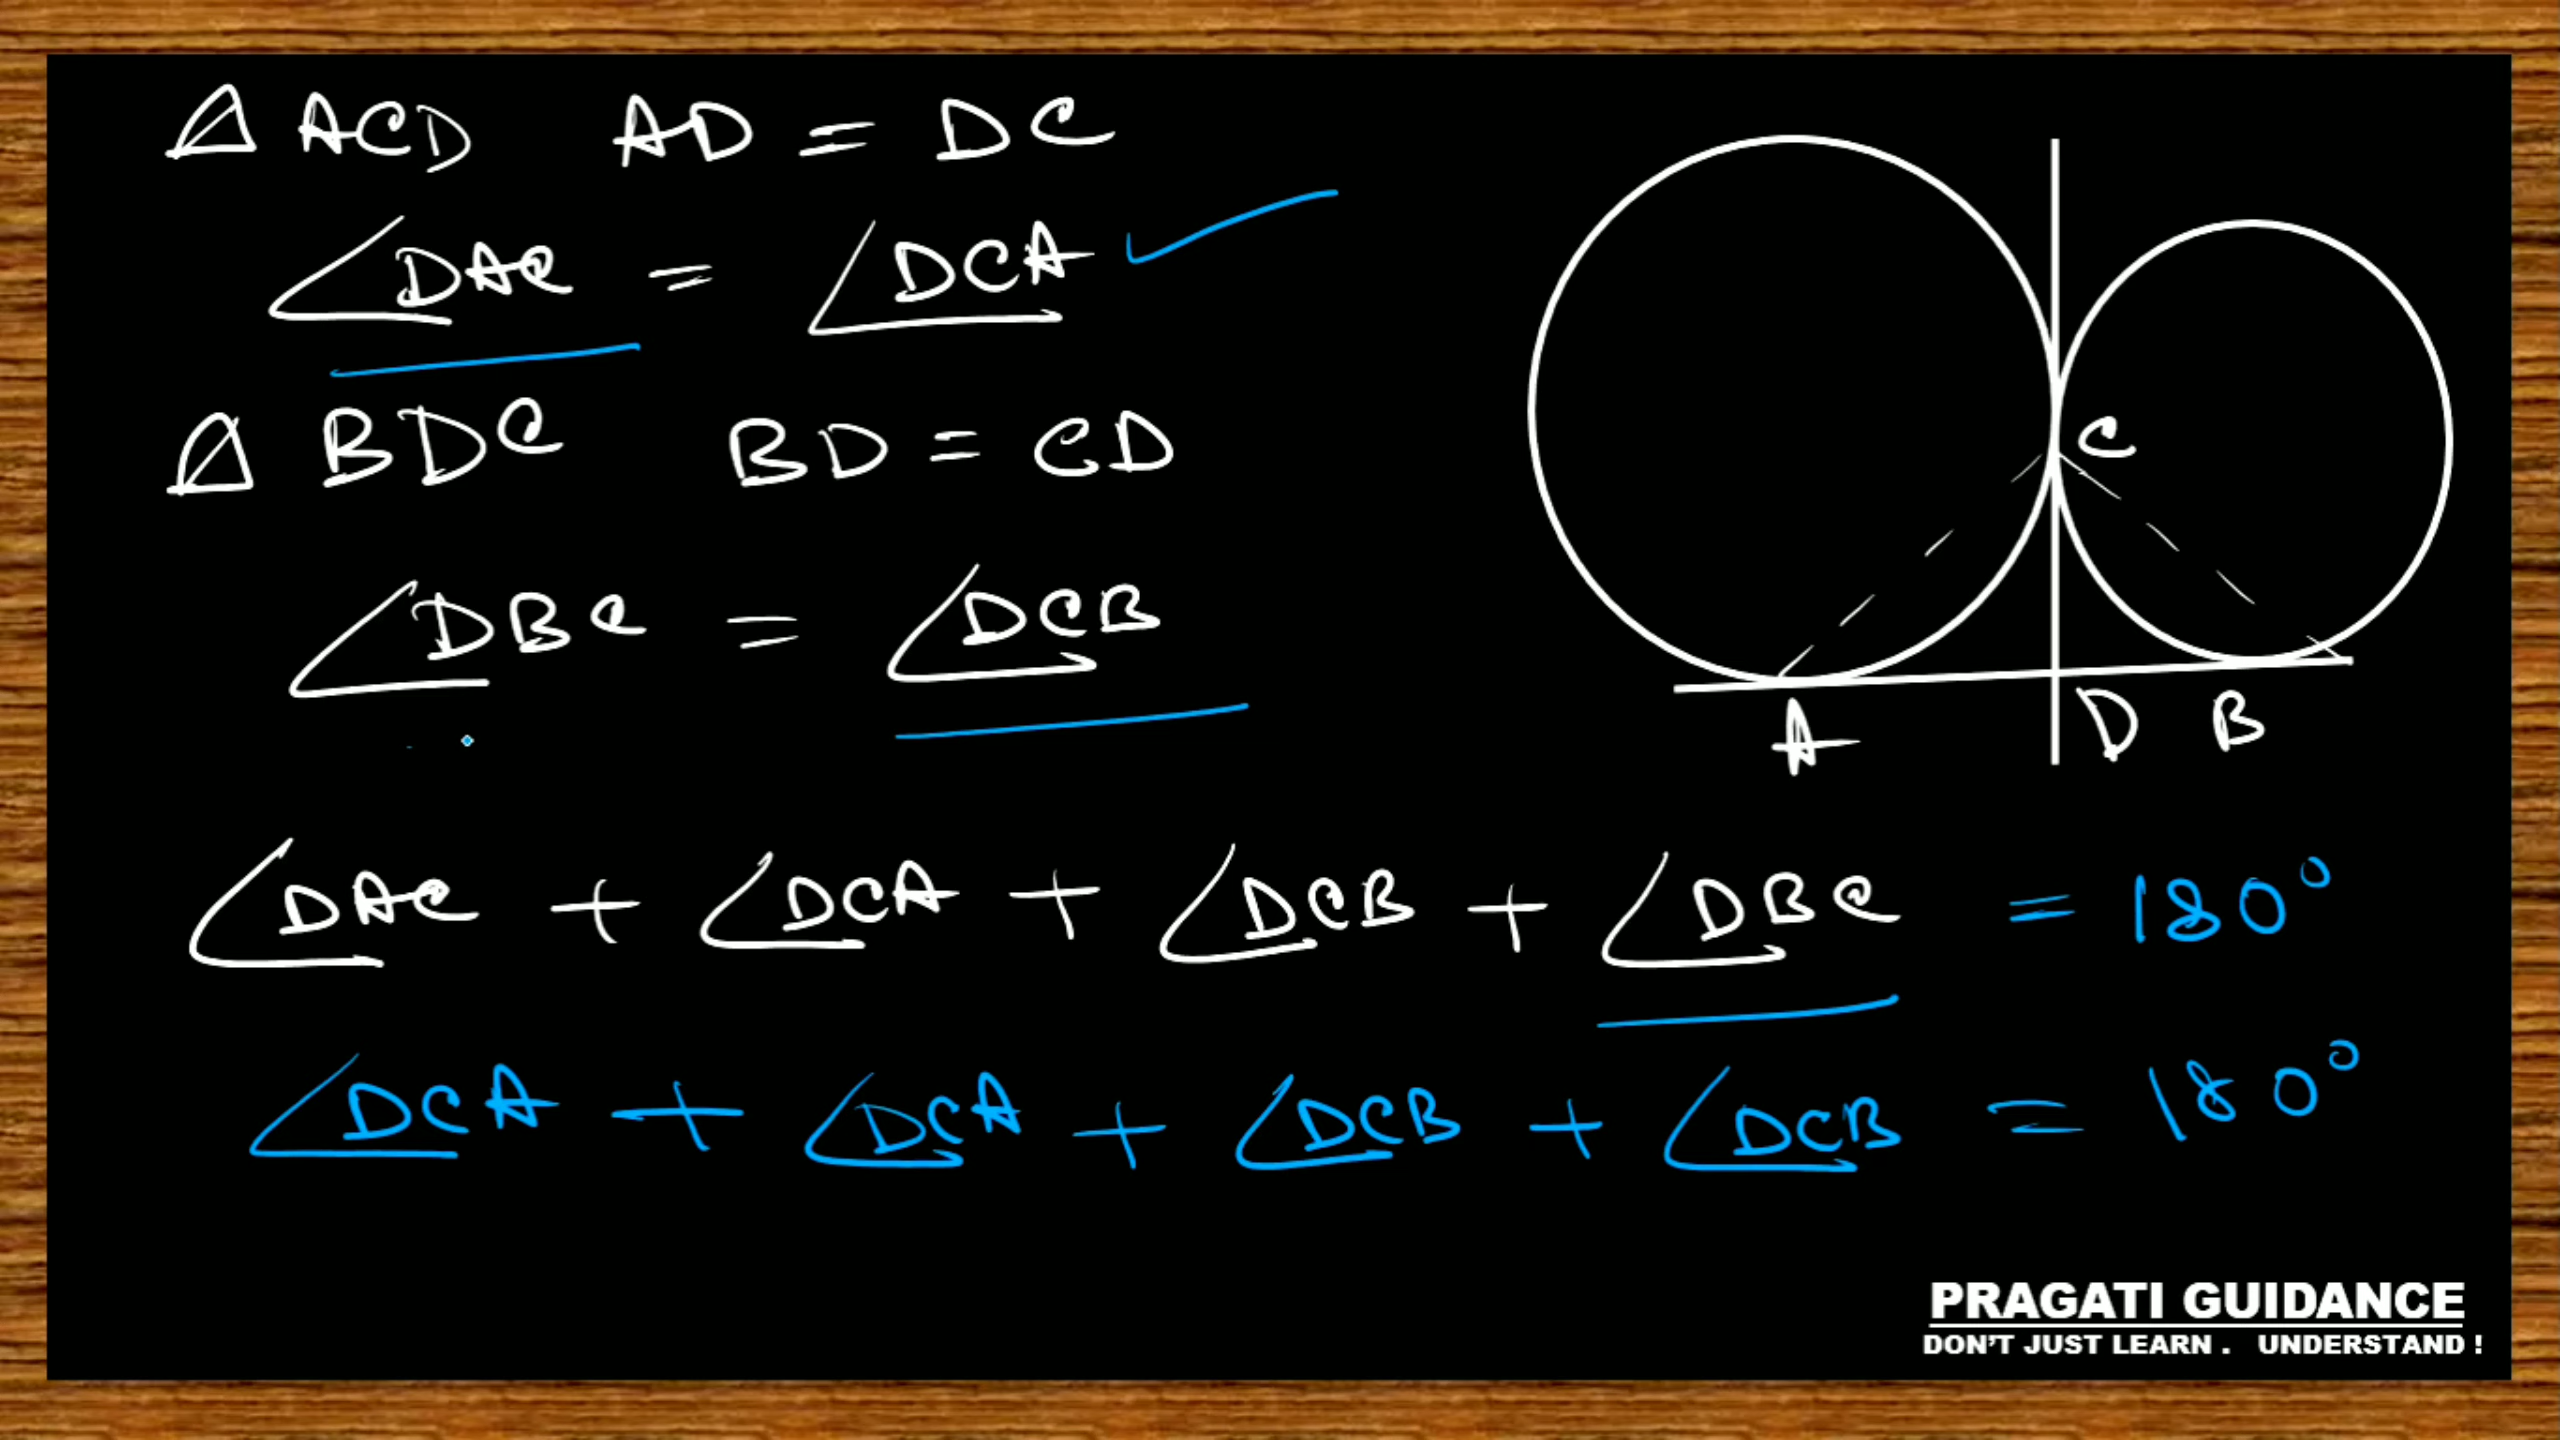 △ ACD AD = DC
∠DAC = ∠DCA ✓
△ BDC BD = CD
∠DBC = ∠DCB
C
A D B
∠DAC + ∠DCA + ∠DCB + ∠DBC = 180°
∠DCA + ∠DCA + ∠DCB + ∠DCB = 180°
PRAGATI GUIDANCE
DON'T JUST LEARN . UNDERSTAND !